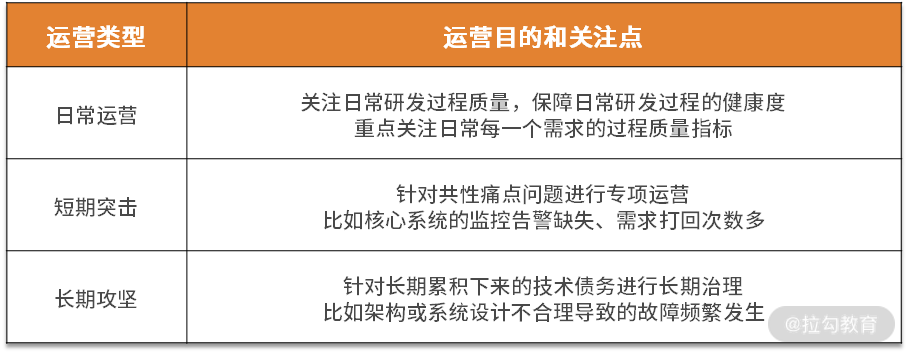 运营类型
运营目的和关注点
日常运营
关注日常研发过程质量，保障日常研发过程的健康度
重点关注日常每一个需求的过程质量指标
短期突击
针对共性痛点问题进行专项运营
比如核心系统的监控告警缺失、需求打回次数多
长期攻坚
针对长期累积下来的技术债务进行长期治理
比如架构或系统设计不合理导致的故障频繁发生
@拉勾教育